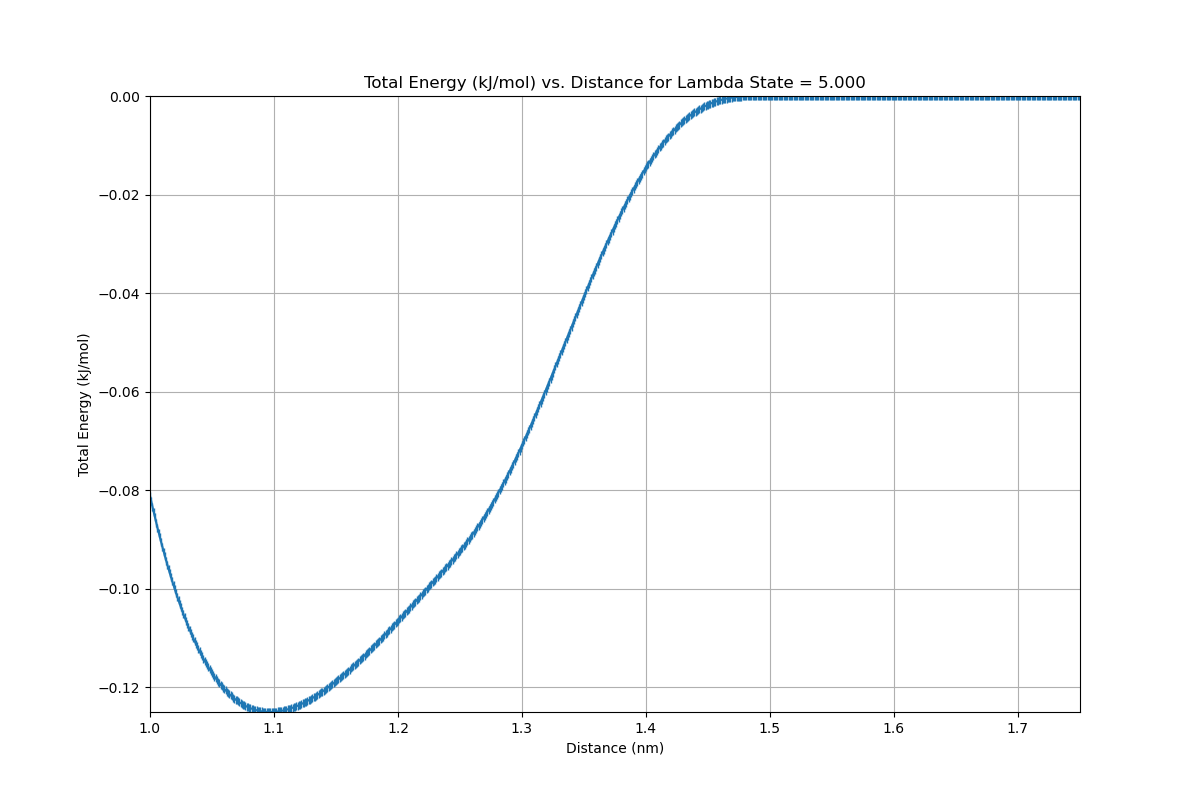 Total Energy (kJ/mol) vs. Distance for Lambda State = 5.000
0.00
−0.02
−0.04
−0.06
−0.08
−0.10
−0.12
Total Energy (kJ/mol)
1.0 1.1 1.2 1.3 1.4 1.5 1.6 1.7
Distance (nm)